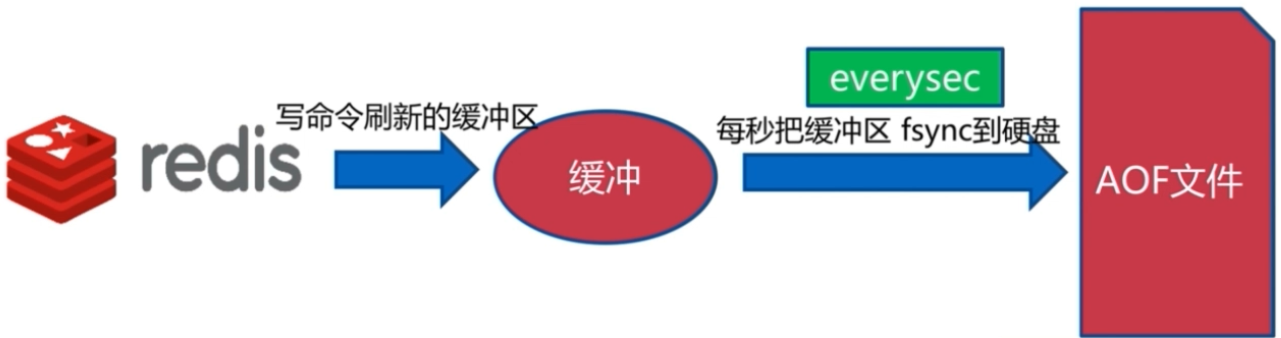 redis
写命令刷新的缓冲区
缓冲
everysec
每秒把缓冲区 fsync到硬盘
AOF文件